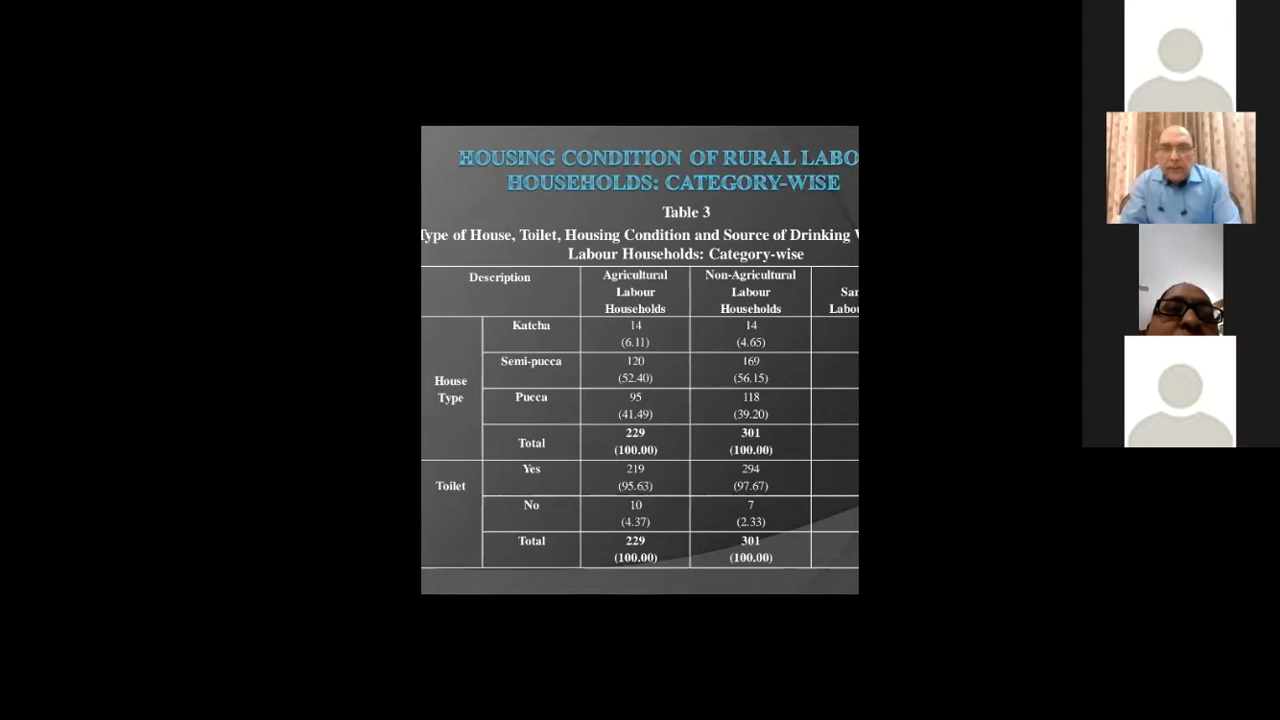 HOUSING CONDITION OF RURAL LABO
HOUSEHOLDS: CATEGORY-WISE
Table 3
Type of House, Toilet, Housing Condition and Source of Drinking
Labour Households: Category-wise
Description Agricultural Labour Households Non-Agricultural Labour Households Labou
House Type
Katcha 14 14
(6.11) (4.65)
Semi-pucca 120 169
(52.40) (56.15)
Pucca 95 118
(41.49) (39.20)
Total 229 301
(100.00) (100.00)
Toilet
Yes 219 294
(95.63) (97.67)
No 10 7
(4.37) (2.33)
Total 229 301
(100.00) (100.00)